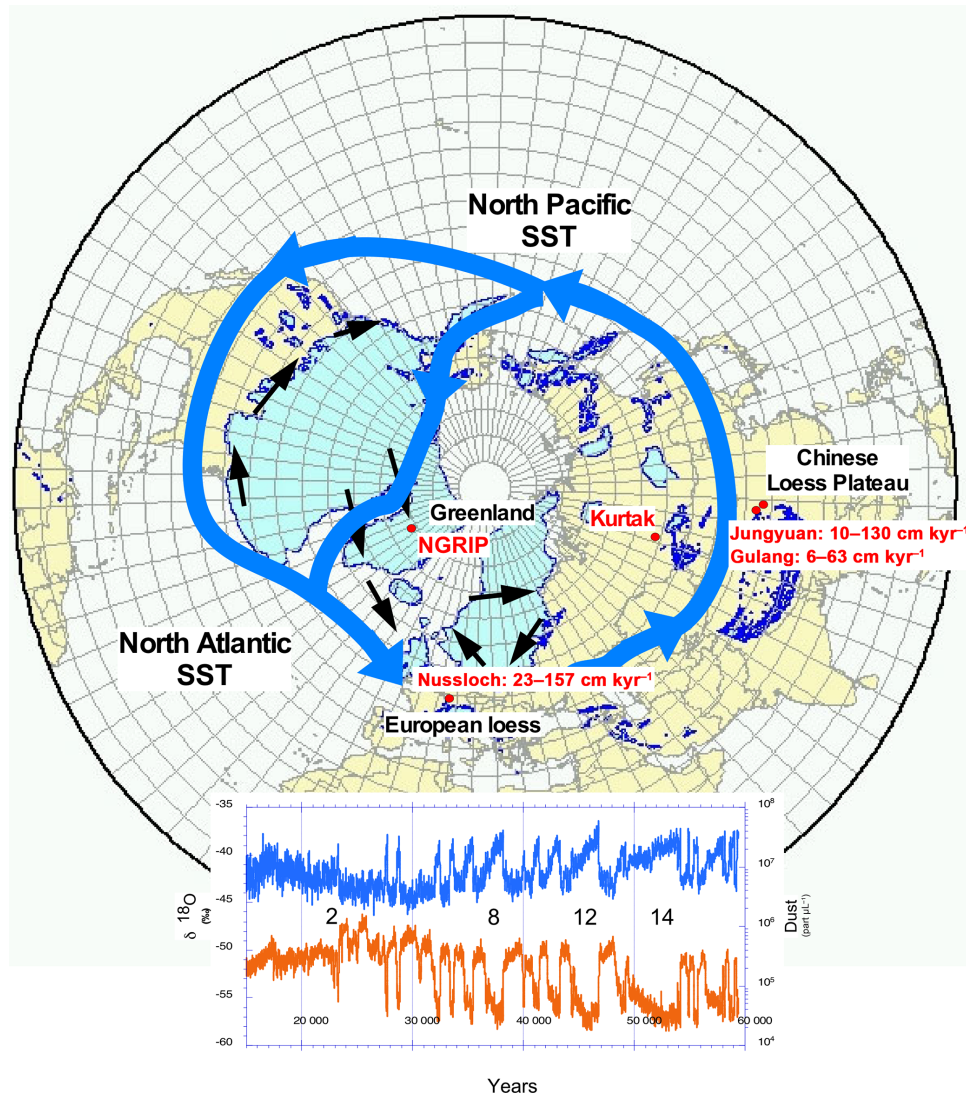 North Pacific
SST
Chinese
Loess Plateau
Greenland
Kurtak
NGRIP
Jungyuan: 10–130 cm kyr⁻¹
Gulang: 6–63 cm kyr⁻¹
North Atlantic
SST
Nussloch: 23–157 cm kyr⁻¹
European loess
-35
-40
-45
-50
-55
-60
δ ¹⁸O
(‰)
2
8
12
14
10⁸
10⁷
10⁶
10⁵
10⁴
Dust
(part µL⁻¹)
20 000
30 000
40 000
50 000
60 000
Years